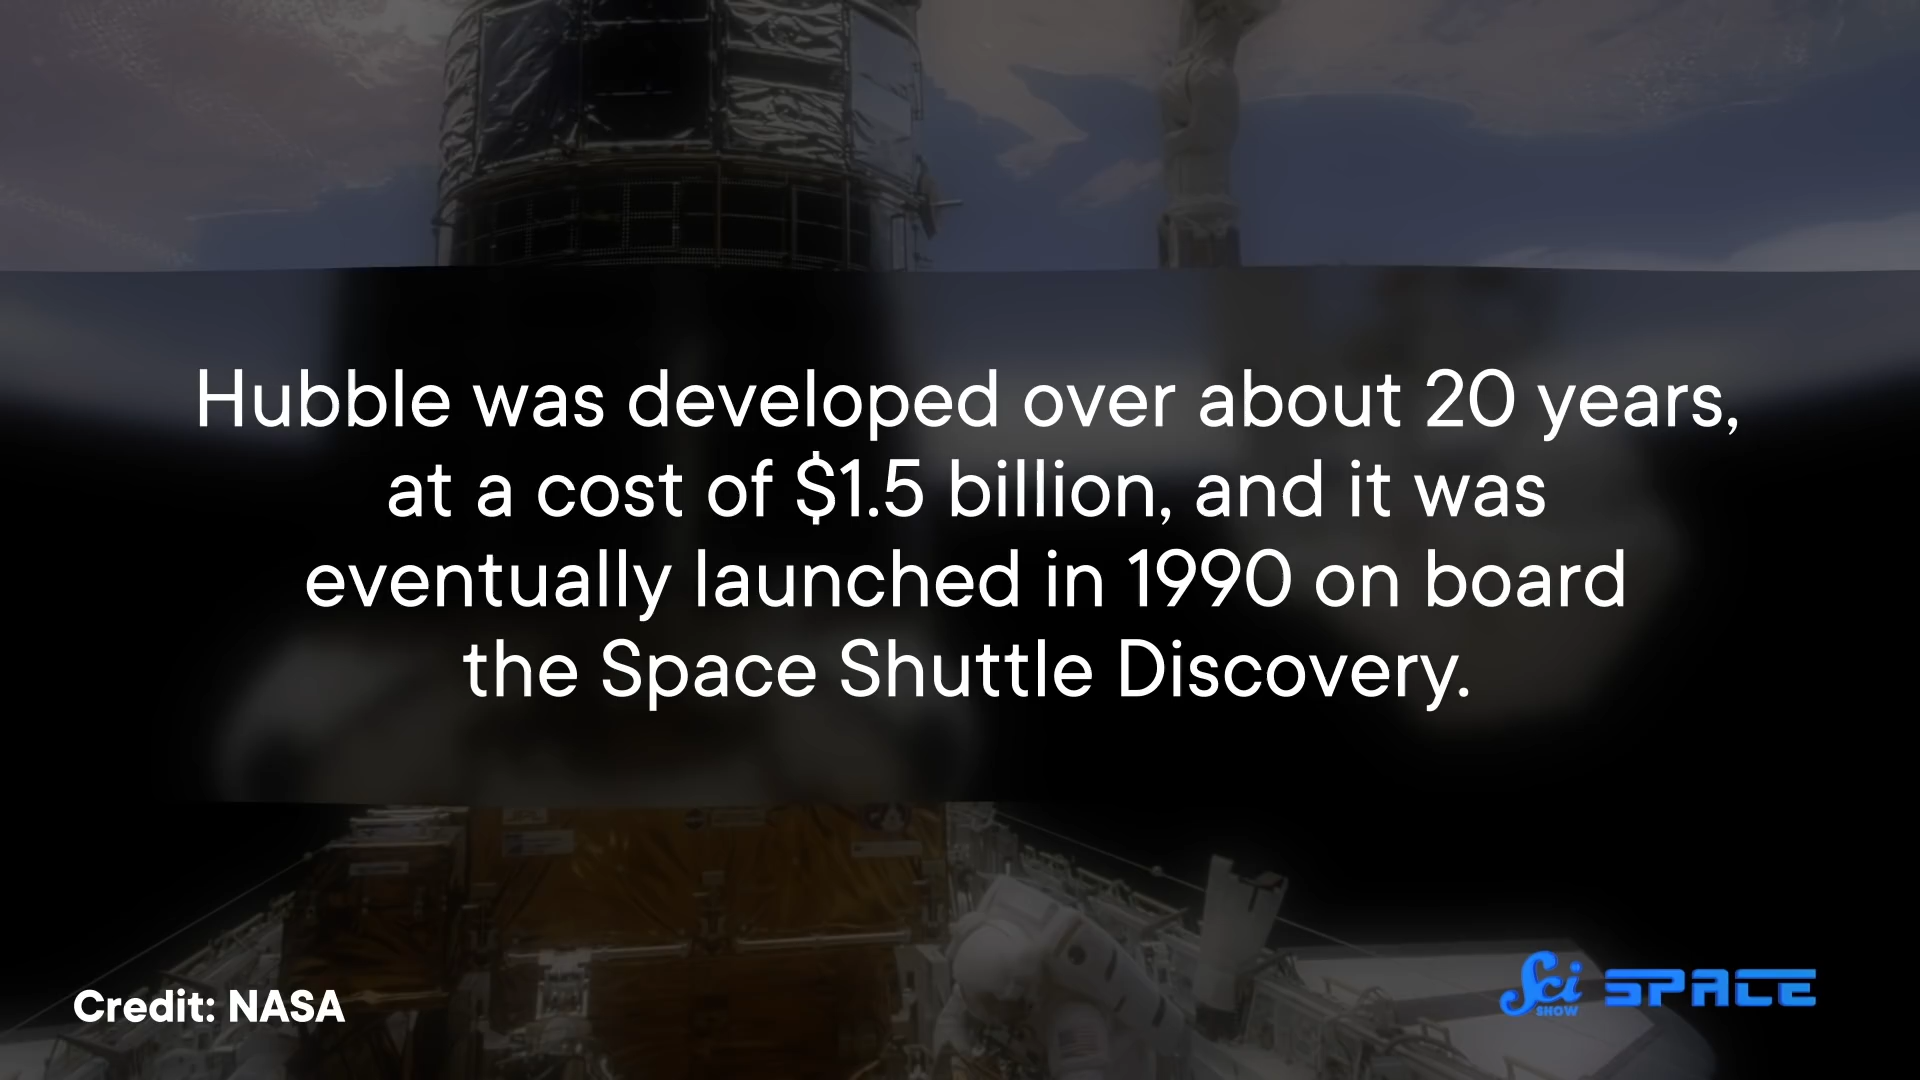 Hubble was developed over about 20 years,
at a cost of $1.5 billion, and it was
eventually launched in 1990 on board
the Space Shuttle Discovery.
Credit: NASA
Sci SPACE
SHOW